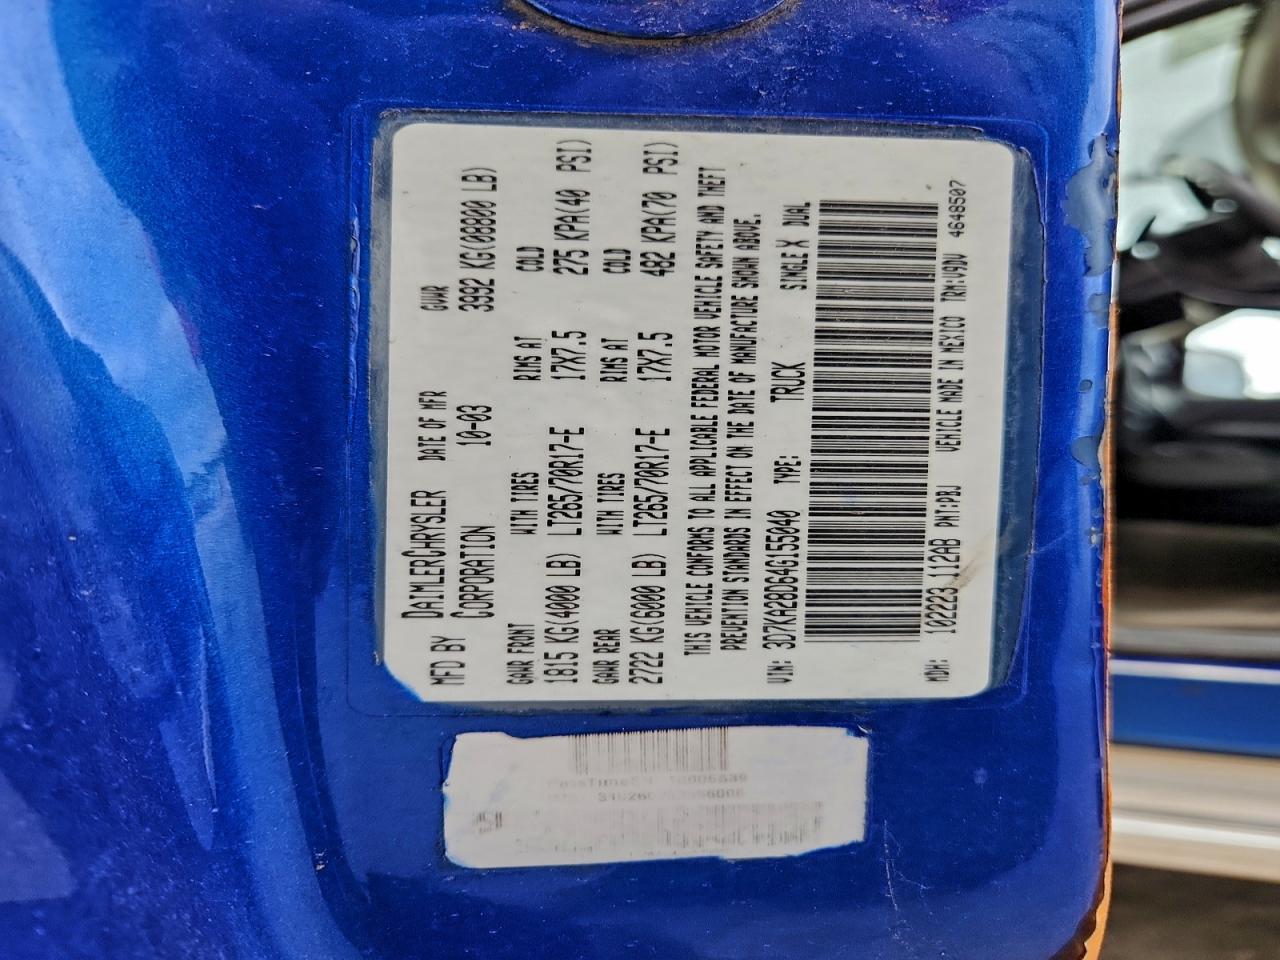 MFD BY DAIMLERCHRYSLER CORPORATION DATE OF MFR 10-03 GVWR 3992 KG(08800 LB)
GAWR FRONT WITH TIRES RIMS AT COLD
1815 KG(4000 LB) LT265/70R17-E 17X7.5 275 KPA(40 PSI)
GAWR REAR WITH TIRES RIMS AT COLD
2722 KG(6000 LB) LT265/70R17-E 17X7.5 482 KPA(70 PSI)
THIS VEHICLE CONFORMS TO ALL APPLICABLE FEDERAL MOTOR VEHICLE SAFETY AND THEFT
PREVENTION STANDARDS IN EFFECT ON THE DATE OF MANUFACTURE SHOWN ABOVE.
VIN: 3D7KA28D64G155040 TYPE: TRUCK SINGLE X DUAL
MDH: 102223 112AB PNT:PBJ VEHICLE MADE IN MEXICO TRM:V9DV 4648507